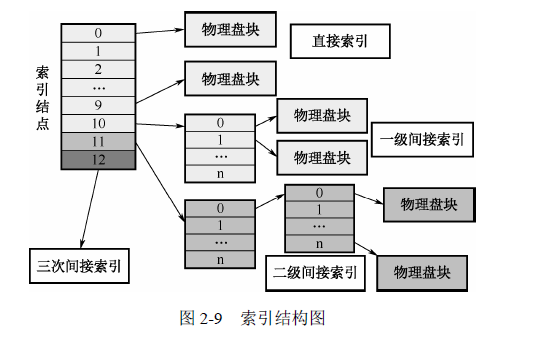 索引结点
0
1
2
…
9
10
11
12
物理盘块
直接索引
物理盘块
0
1
…
n
物理盘块
物理盘块
一级间接索引
0
1
…
n
0
1
…
n
物理盘块
物理盘块
二级间接索引
三次间接索引
图 2-9 索引结构图